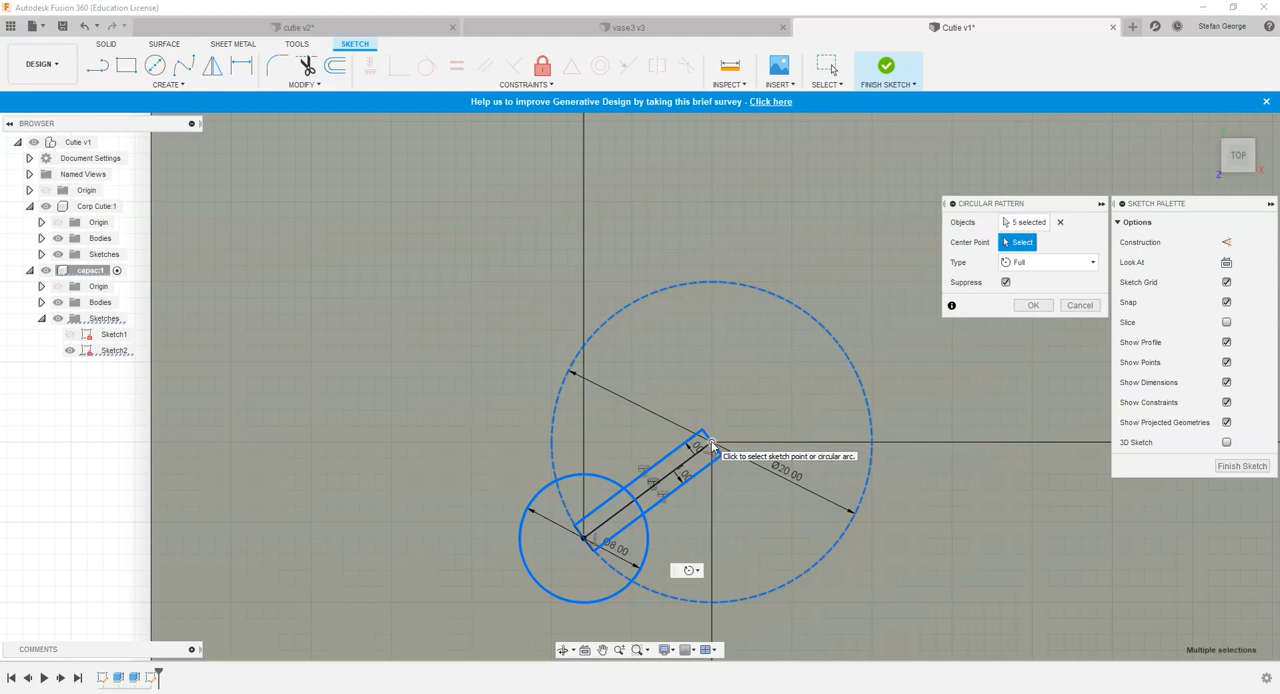 Autodesk Fusion 360 (Education License)
cutie v2*
vase3 v3
Cutie v1*
Stefan George
SOLID
SURFACE
SHEET METAL
TOOLS
SKETCH
DESIGN
CREATE
MODIFY
CONSTRAINTS
INSPECT
INSERT
SELECT
FINISH SKETCH
Help us to improve Generative Design by taking this brief survey - Click here
BROWSER
Cutie v1
Document Settings
Named Views
Origin
Corp Cutie:1
Origin
Bodies
Sketches
capac:1
Origin
Bodies
Sketches
Sketch1
Sketch2
TOP
Z
X
CIRCULAR PATTERN
Objects
5 selected
Center Point
Select
Type
Full
Suppress
OK
Cancel
SKETCH PALETTE
Options
Construction
Look At
Sketch Grid
Snap
Slice
Show Profile
Show Points
Show Dimensions
Show Constraints
Show Projected Geometries
3D Sketch
Finish Sketch
Click to select sketch point or circular arc.
Ø20.00
Ø8.00
COMMENTS
Multiple selections